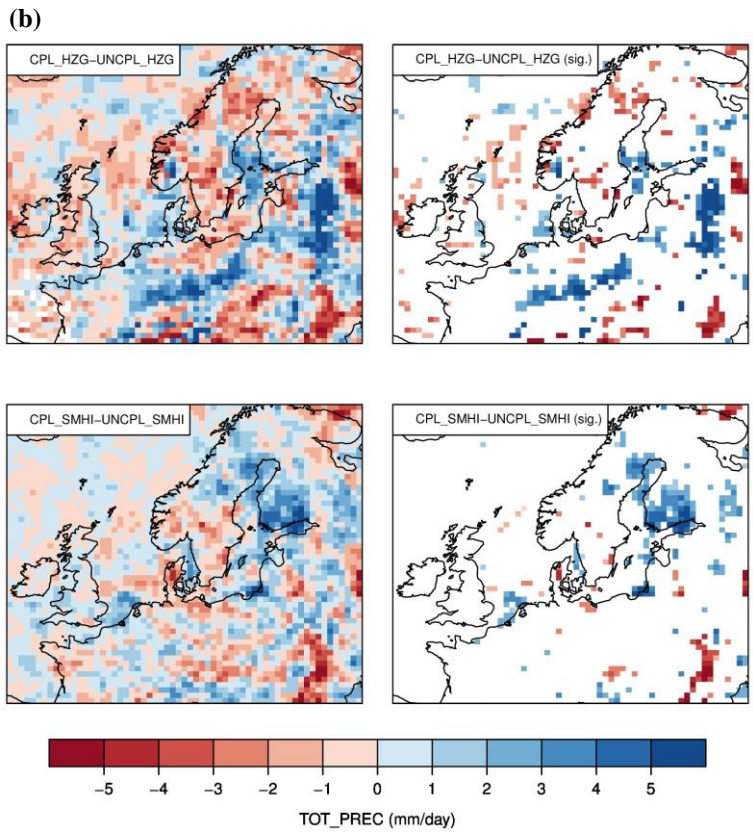 (b)
CPL_HZG−UNCPL_HZG
CPL_HZG−UNCPL_HZG (sig.)
CPL_SMHI−UNCPL_SMHI
CPL_SMHI−UNCPL_SMHI (sig.)
−5 −4 −3 −2 −1 0 1 2 3 4 5
TOT_PREC (mm/day)